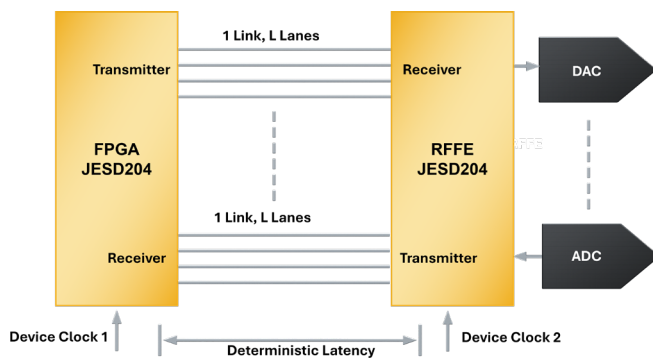 1 Link, L Lanes
Transmitter
Receiver
DAC
FPGA
JESD204
RFFE
JESD204
1 Link, L Lanes
Receiver
Transmitter
ADC
Device Clock 1
Deterministic Latency
Device Clock 2